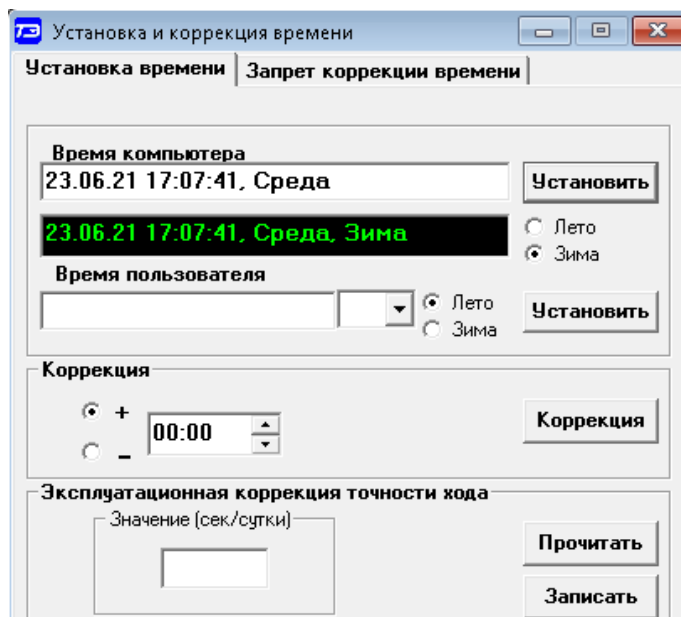 ТЭ Установка и коррекция времени
Установка времени Запрет коррекции времени
Время компьютера
23.06.21 17:07:41, Среда Установить
23.06.21 17:07:41, Среда, Зима
Лето
Зима
Время пользователя
Лето
Зима
Установить
Коррекция
+
00:00
–
Коррекция
Эксплуатационная коррекция точности хода
Значение (сек/сутки)
Прочитать
Записать